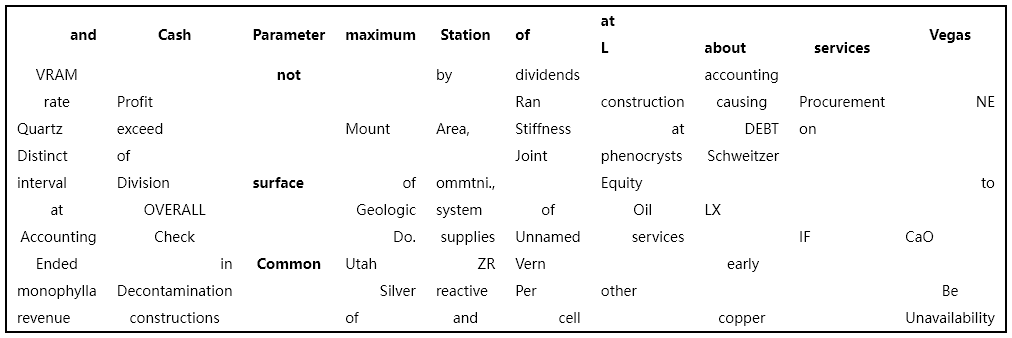 and Cash Parameter maximum Station of at L about services Vegas
VRAM not by dividends accounting
rate Profit Ran construction causing Procurement NE
Quartz exceed Mount Area, Stiffness at DEBT on
Distinct of Joint phenocrysts Schweitzer
interval Division surface of ommtni., Equity to
at OVERALL Geologic system of Oil LX
Accounting Check Do. supplies Unnamed services IF CaO
Ended in Common Utah ZR Vern early
monophylla Decontamination Silver reactive Per other Be
revenue constructions of and cell copper Unavailability